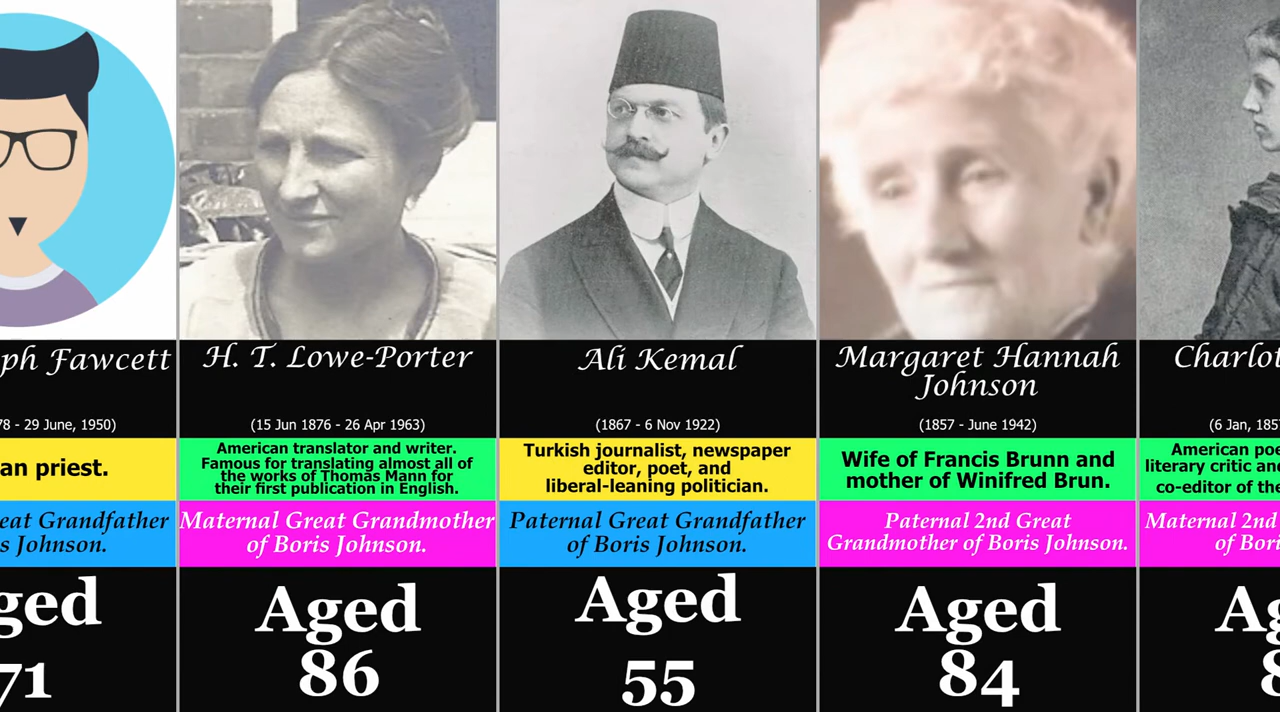 ph Fawcett
78 - 29 June, 1950)
an priest.
eat Grandfather
s Johnson.
ged
71
H. T. Lowe-Porter
(15 Jun 1876 - 26 Apr 1963)
American translator and writer.
Famous for translating almost all of
the works of Thomas Mann for
their first publication in English.
Maternal Great Grandmother
of Boris Johnson.
Aged
86
Ali Kemal
(1867 - 6 Nov 1922)
Turkish journalist, newspaper
editor, poet, and
liberal-leaning politician.
Paternal Great Grandfather
of Boris Johnson.
Aged
55
Margaret Hannah
Johnson
(1857 - June 1942)
Wife of Francis Brunn and
mother of Winifred Brun.
Paternal 2nd Great
Grandmother of Boris Johnson.
Aged
84
Charlot
(6 Jan, 185
American poe
literary critic and
co-editor of the
Maternal 2nd
of Bori
Ag
8